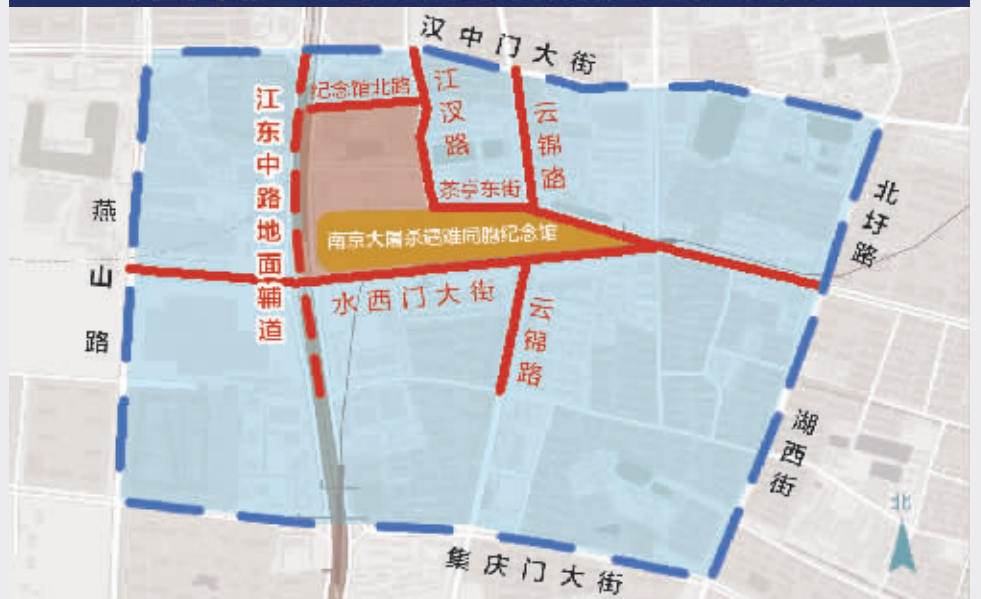 汉中门大街
纪念馆北路
江汉路
云锦路
江东中路地面辅道
茶亭东街
燕山路
北圩路
南京大屠杀遇难同胞纪念馆
水西门大街
云锦路
湖西街
北
集庆门大街